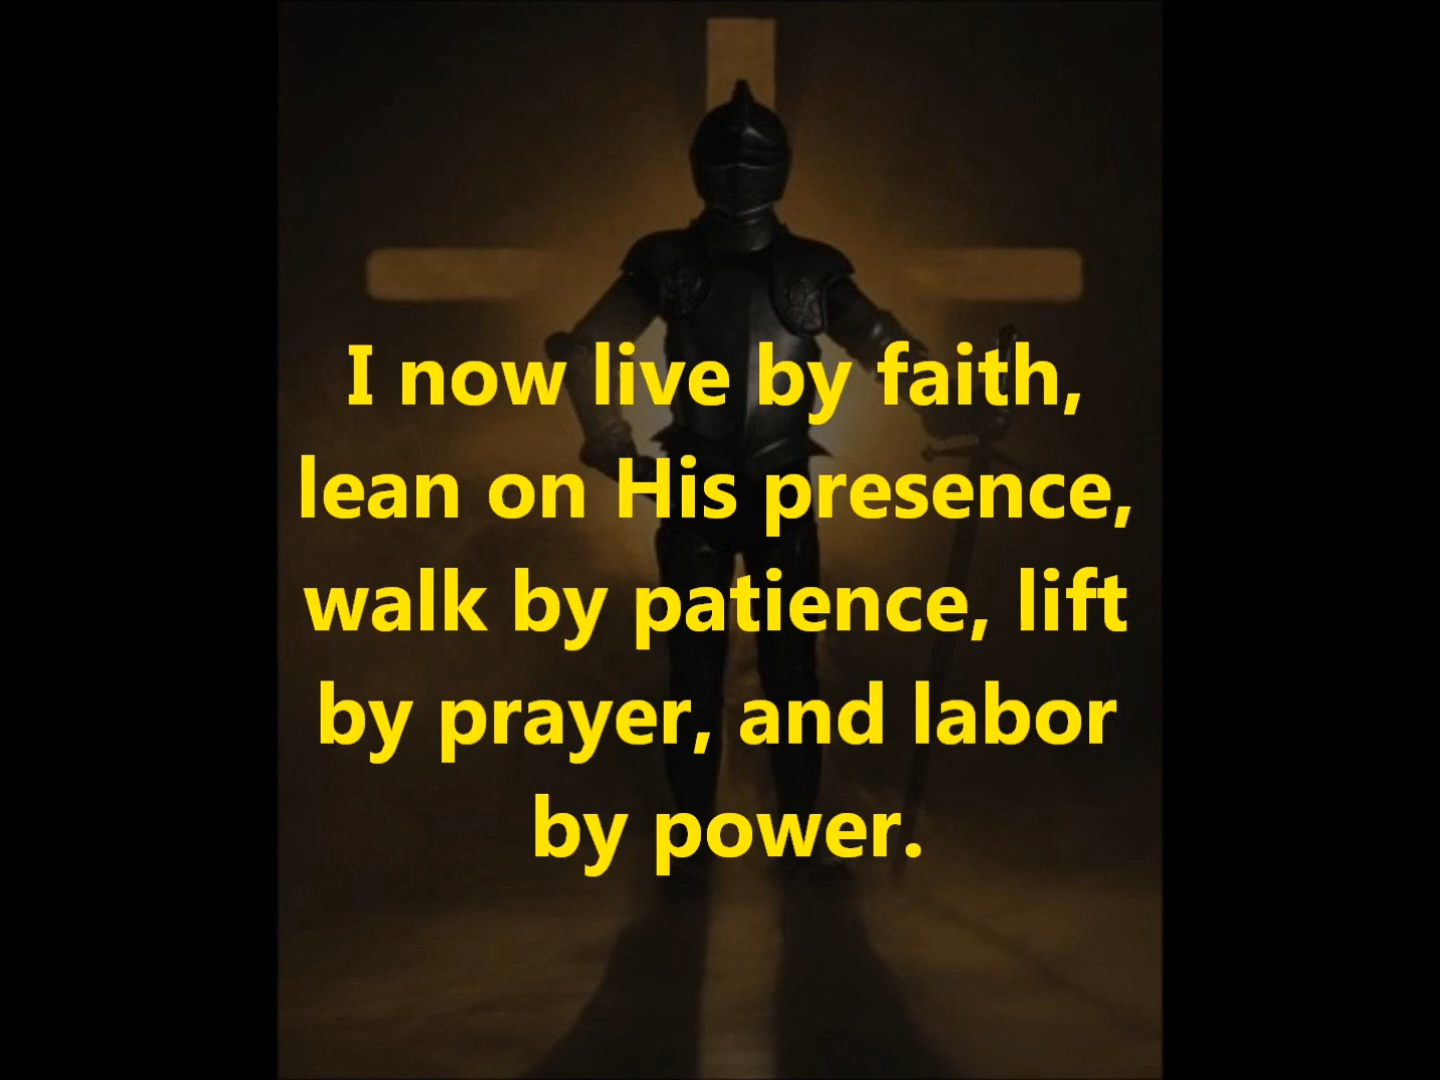 I now live by faith,
lean on His presence,
walk by patience, lift
by prayer, and labor
by power.